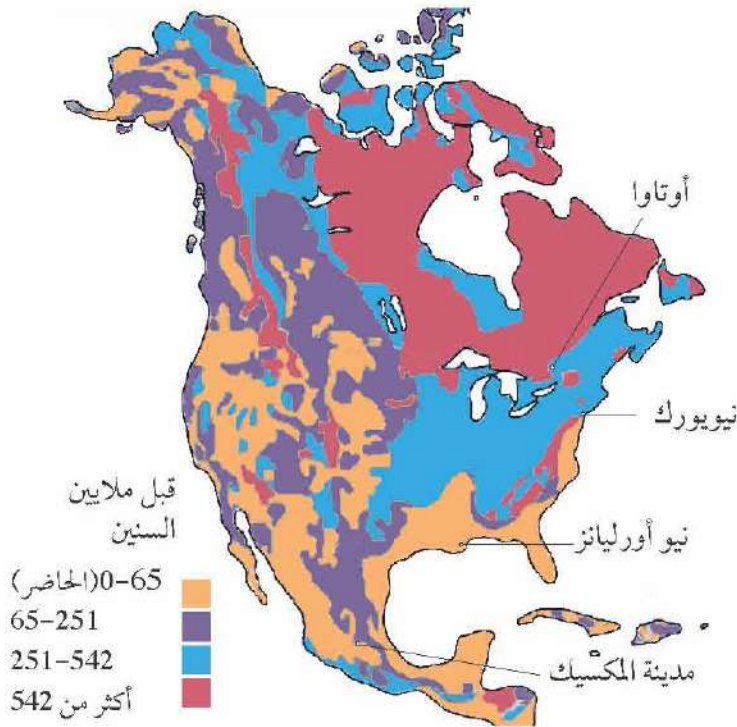 أوتاوا
نيويورك
نيو أورليانز
مدينة المكسيك
قبل ملايين
السنين
0-65(الحاضر)
65-251
251-542
أكثر من 542